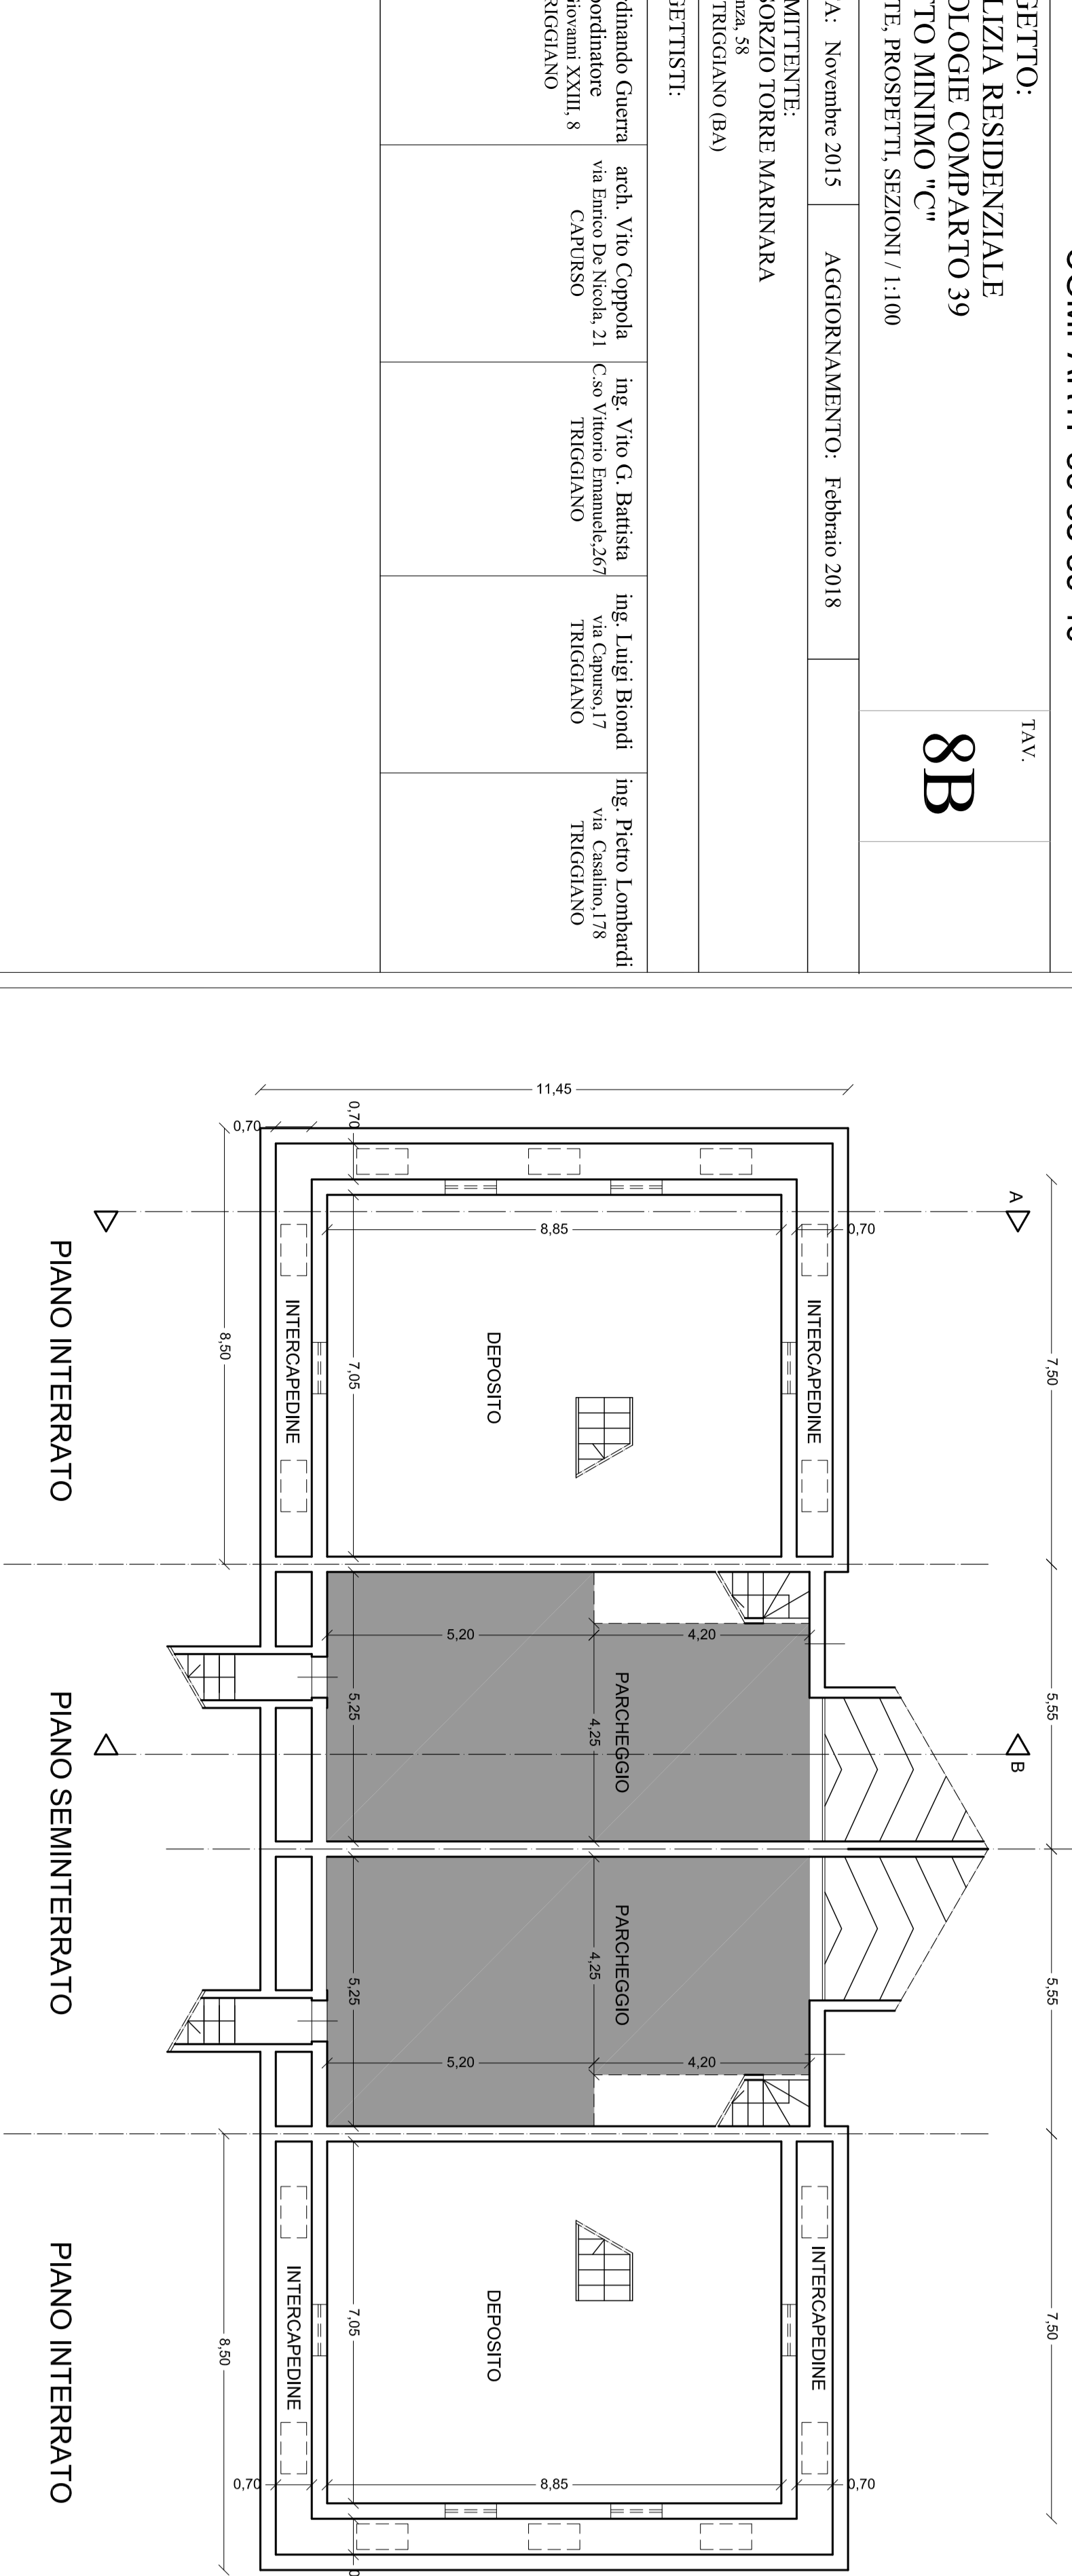 GETTO:
LIZIA RESIDENZIALE
OLOGIE COMPARTO 39
TTO MINIMO "C"
TE, PROSPETTI, SEZIONI / 1:100
TAV.
8B
A: Novembre 2015
AGGIORNAMENTO: Febbraio 2018
MITTENTE:
SORZIO TORRE MARINARA
nza, 58
TRIGGIANO (BA)
GETTISTI:
rdinando Guerra
oordinatore
Giovanni XXIII, 8
RIGGIANO
arch. Vito Coppola
via Enrico De Nicola, 21
CAPURSO
ing. Vito G. Battista
C.so Vittorio Emanuele,267
TRIGGIANO
ing. Luigi Biondi
via Capurso,17
TRIGGIANO
ing. Pietro Lombardi
via Casalino,178
TRIGGIANO
A
B
7,50
5,55
5,55
7,50
11,45
0,70
0,70
0,70
8,85
INTERCAPEDINE
DEPOSITO
7,05
INTERCAPEDINE
8,50
PARCHEGGIO
4,20
4,25
5,20
5,25
PARCHEGGIO
4,20
4,25
5,20
5,25
INTERCAPEDINE
DEPOSITO
7,05
INTERCAPEDINE
8,50
0,70
8,85
0,70
PIANO INTERRATO
PIANO SEMINTERRATO
PIANO INTERRATO